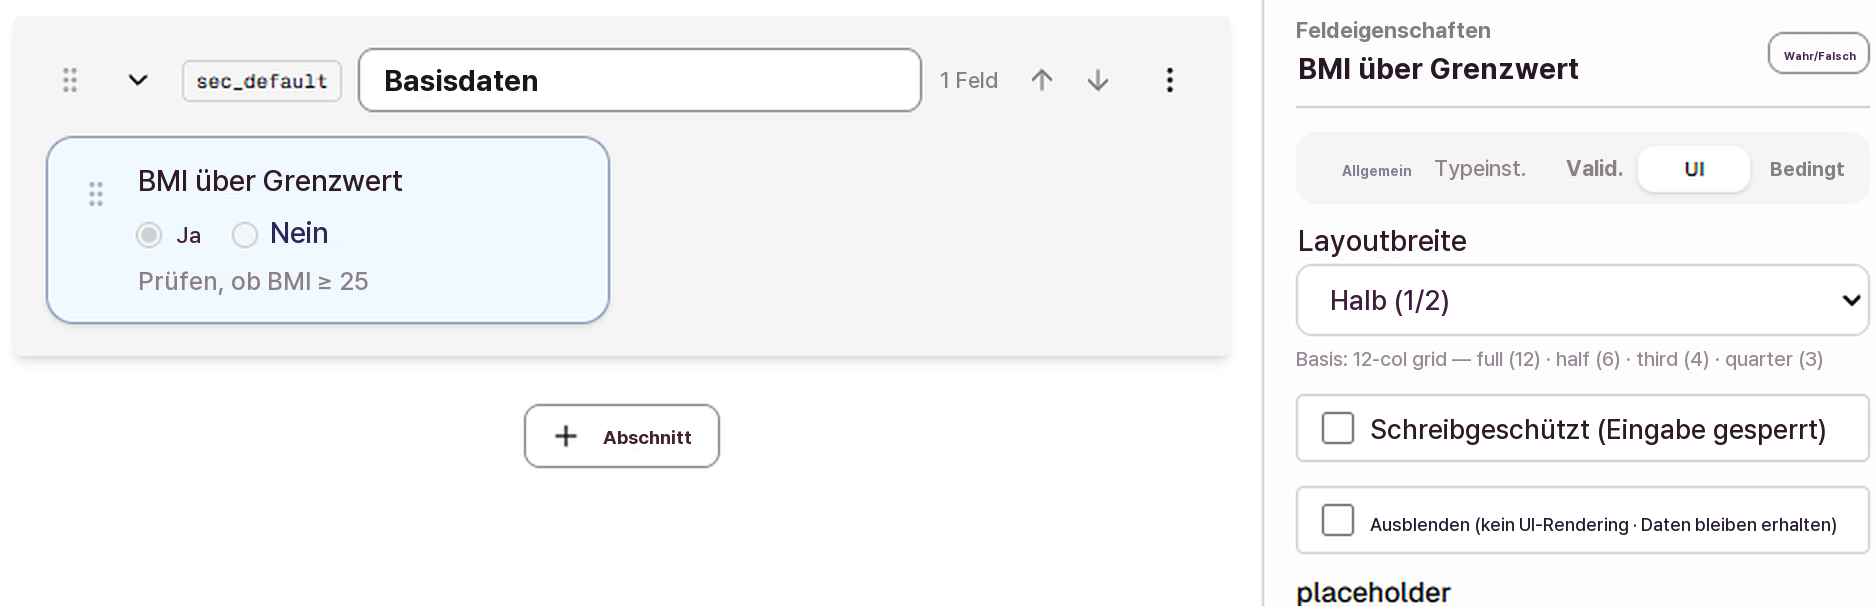 sec_default
Basisdaten
1 Feld
BMI über Grenzwert
Ja
Nein
Prüfen, ob BMI ≥ 25
Abschnitt
Feldeigenschaften
BMI über Grenzwert
Wahr/Falsch
Allgemein Typeinst. Valid. UI Bedingt
Layoutbreite
Halb (1/2)
Basis: 12-col grid — full (12) · half (6) · third (4) · quarter (3)
Schreibgeschützt (Eingabe gesperrt)
Ausblenden (kein UI-Rendering · Daten bleiben erhalten)
placeholder